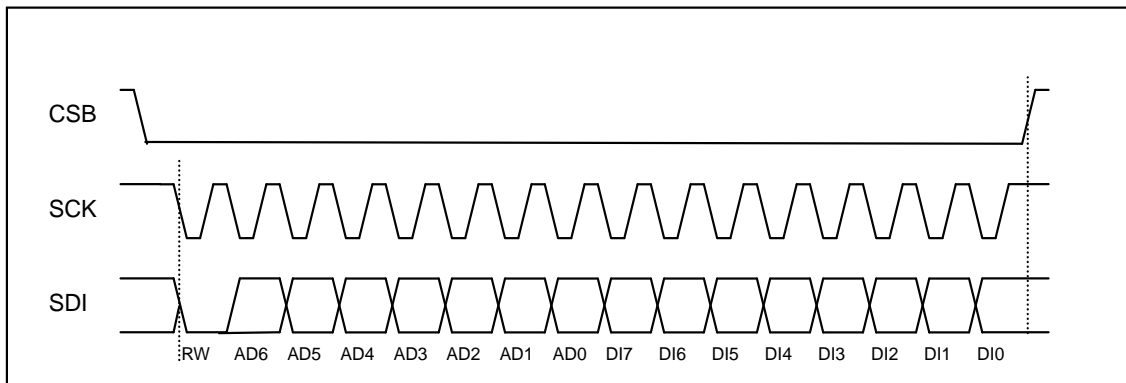 CSB
SCK
SDI
RW AD6 AD5 AD4 AD3 AD2 AD1 AD0 DI7 DI6 DI5 DI4 DI3 DI2 DI1 DI0